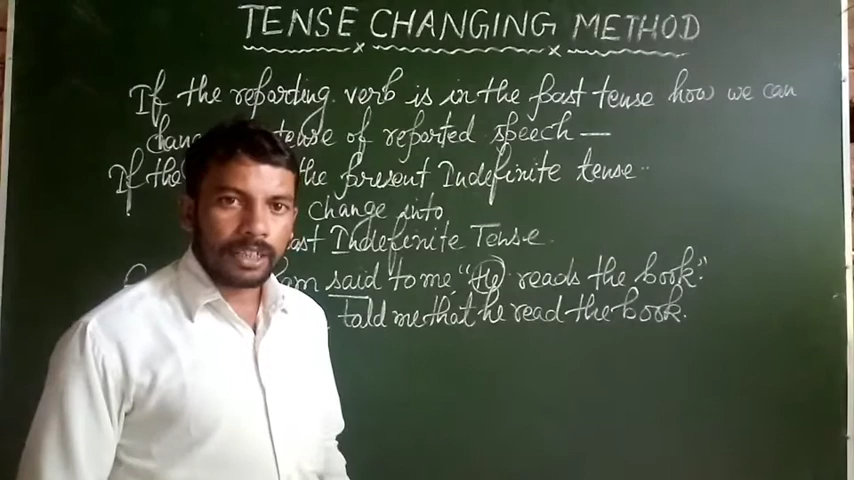 TENSE CHANGING METHOD
If the reporting verb is in the past tense how we can
tense of reported speech —
If the the present Indefinite tense
change into
Indefinite Tense
said to me "He reads the book."
told me that he read the book.